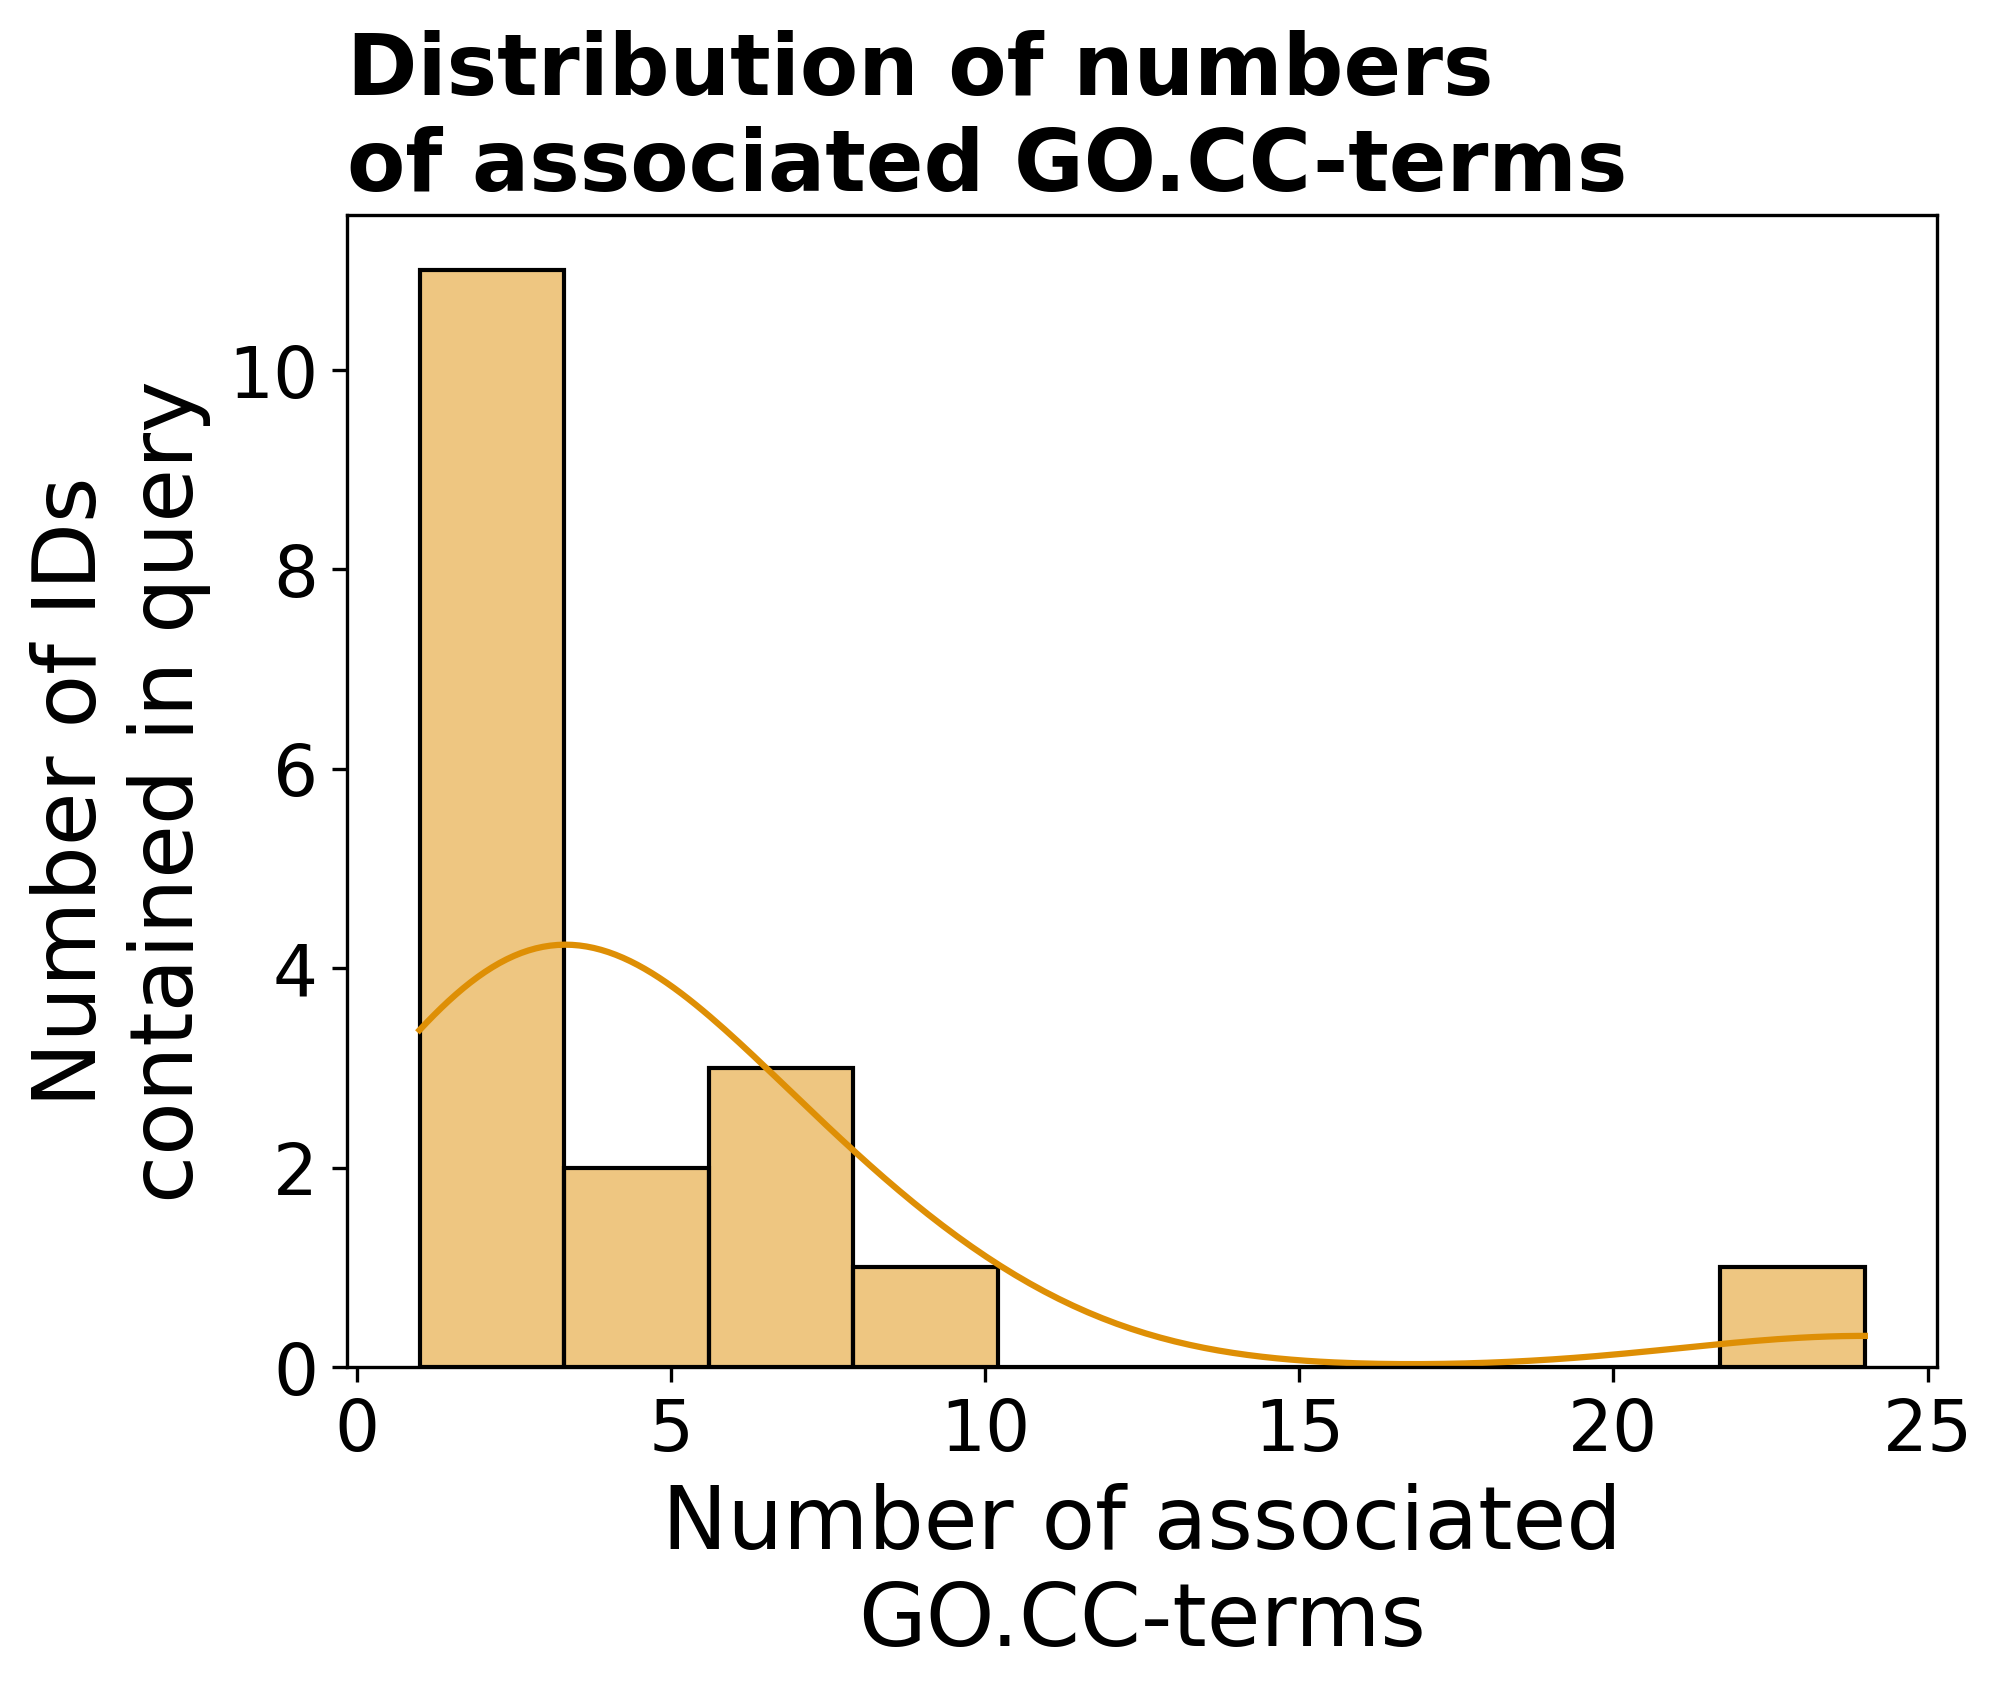 Distribution of numbers
of associated GO.CC-terms
Number of IDs
contained in query
10
8
6
4
2
0
0 5 10 15 20 25
Number of associated
GO.CC-terms